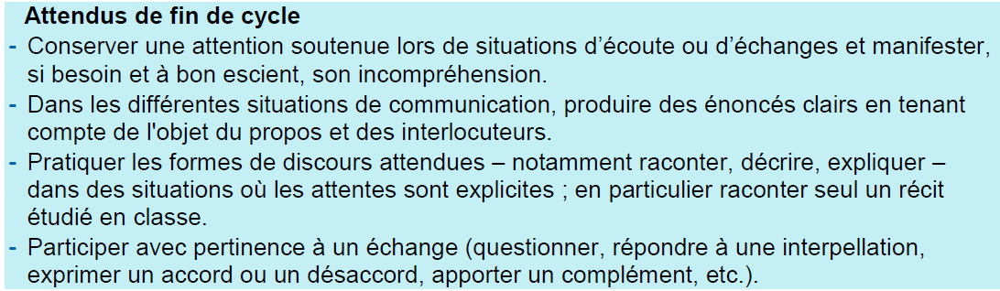 Attendus de fin de cycle
- Conserver une attention soutenue lors de situations d’écoute ou d’échanges et manifester,
si besoin et à bon escient, son incompréhension.
- Dans les différentes situations de communication, produire des énoncés clairs en tenant
compte de l'objet du propos et des interlocuteurs.
- Pratiquer les formes de discours attendues – notamment raconter, décrire, expliquer –
dans des situations où les attentes sont explicites ; en particulier raconter seul un récit
étudié en classe.
- Participer avec pertinence à un échange (questionner, répondre à une interpellation,
exprimer un accord ou un désaccord, apporter un complément, etc.).